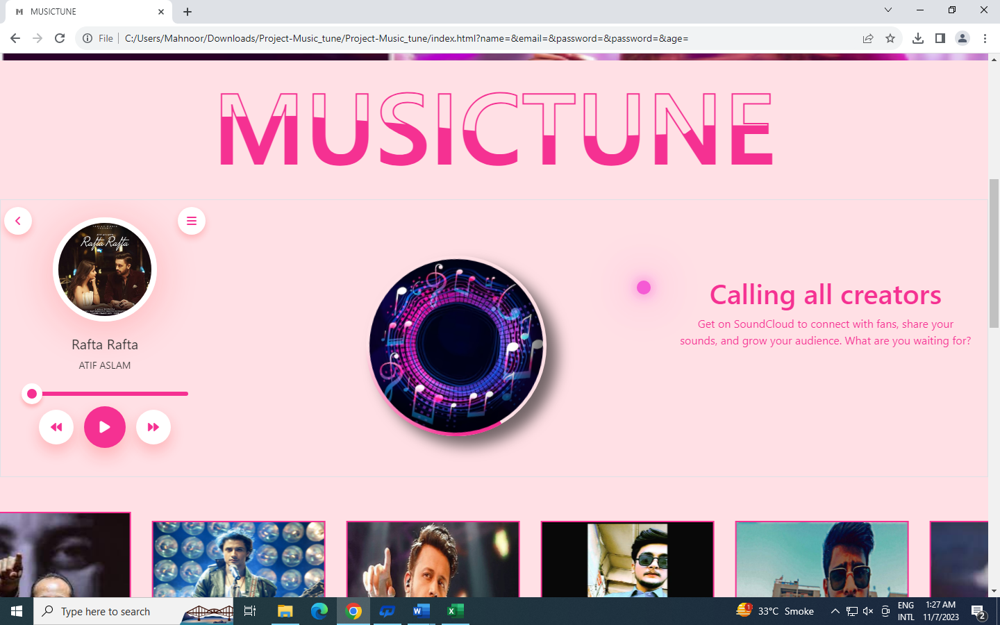 MUSICTUNE
File
C:/Users/Mahnoor/Downloads/Project-Music_tune/Project-Music_tune/index.html?name=&email=&password=&password=&age=
MUSICTUNE
Rafta Rafta
Rafta Rafta
ATIF ASLAM
Calling all creators
Get on SoundCloud to connect with fans, share your
sounds, and grow your audience. What are you waiting for?
Type here to search
33°C Smoke
ENG
INTL
1:27 AM
11/7/2023
2